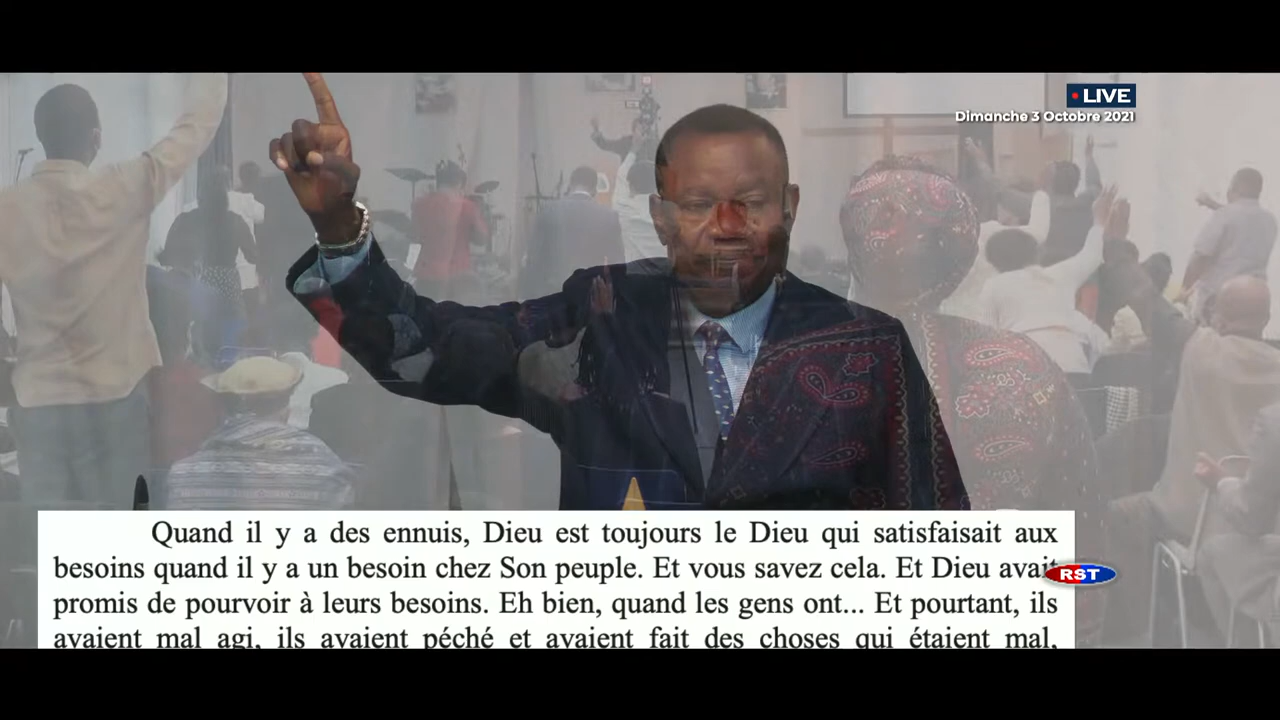 LIVE
Dimanche 3 Octobre 2021
Quand il y a des ennuis, Dieu est toujours le Dieu qui satisfaisait aux
besoins quand il y a un besoin chez Son peuple. Et vous savez cela. Et Dieu avait
RST
promis de pourvoir à leurs besoins. Eh bien, quand les gens ont... Et pourtant, ils
avaient mal agi, ils avaient péché et avaient fait des choses qui étaient mal,